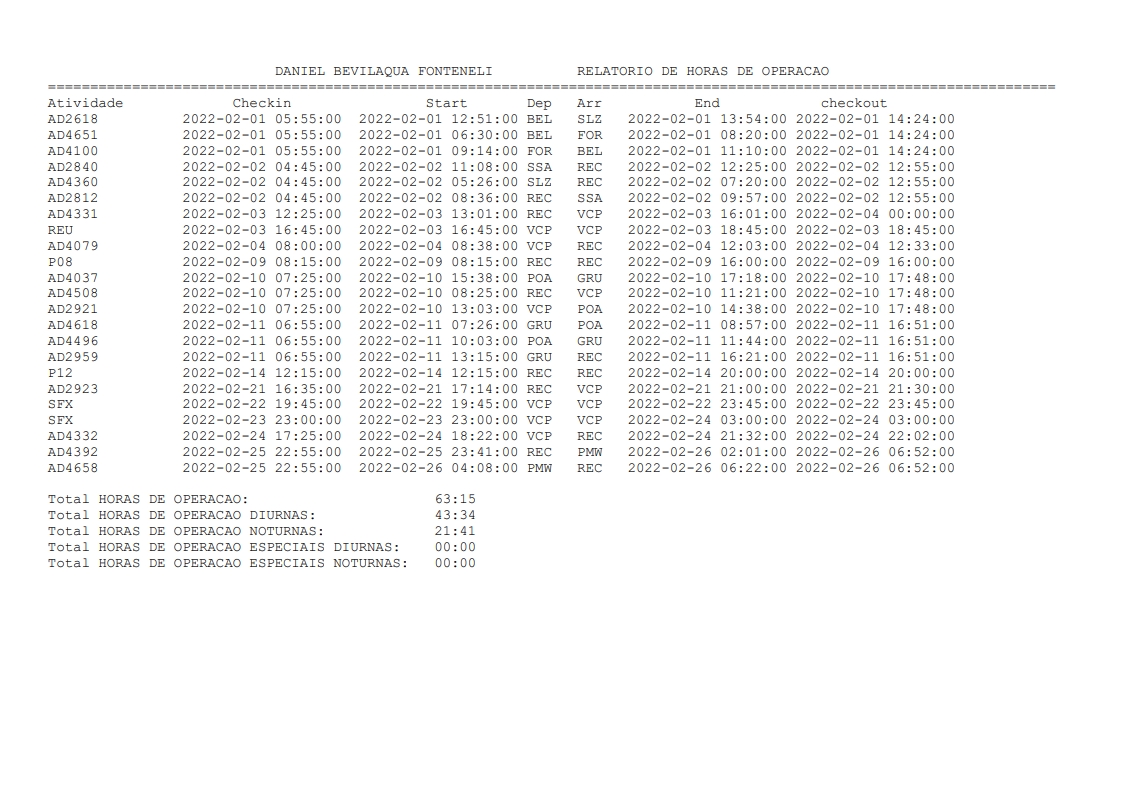 DANIEL BEVILAQUA FONTENELI RELATORIO DE HORAS DE OPERACAO
========================================================================================================================
Atividade Checkin Start Dep Arr End checkout
AD2618 2022-02-01 05:55:00 2022-02-01 12:51:00 BEL SLZ 2022-02-01 13:54:00 2022-02-01 14:24:00
AD4651 2022-02-01 05:55:00 2022-02-01 06:30:00 BEL FOR 2022-02-01 08:20:00 2022-02-01 14:24:00
AD4100 2022-02-01 05:55:00 2022-02-01 09:14:00 FOR BEL 2022-02-01 11:10:00 2022-02-01 14:24:00
AD2840 2022-02-02 04:45:00 2022-02-02 11:08:00 SSA REC 2022-02-02 12:25:00 2022-02-02 12:55:00
AD4360 2022-02-02 04:45:00 2022-02-02 05:26:00 SLZ REC 2022-02-02 07:20:00 2022-02-02 12:55:00
AD2812 2022-02-02 04:45:00 2022-02-02 08:36:00 REC SSA 2022-02-02 09:57:00 2022-02-02 12:55:00
AD4331 2022-02-03 12:25:00 2022-02-03 13:01:00 REC VCP 2022-02-03 16:01:00 2022-02-04 00:00:00
REU 2022-02-03 16:45:00 2022-02-03 16:45:00 VCP VCP 2022-02-03 18:45:00 2022-02-03 18:45:00
AD4079 2022-02-04 08:00:00 2022-02-04 08:38:00 VCP REC 2022-02-04 12:03:00 2022-02-04 12:33:00
P08 2022-02-09 08:15:00 2022-02-09 08:15:00 REC REC 2022-02-09 16:00:00 2022-02-09 16:00:00
AD4037 2022-02-10 07:25:00 2022-02-10 15:38:00 POA GRU 2022-02-10 17:18:00 2022-02-10 17:48:00
AD4508 2022-02-10 07:25:00 2022-02-10 08:25:00 REC VCP 2022-02-10 11:21:00 2022-02-10 17:48:00
AD2921 2022-02-10 07:25:00 2022-02-10 13:03:00 VCP POA 2022-02-10 14:38:00 2022-02-10 17:48:00
AD4618 2022-02-11 06:55:00 2022-02-11 07:26:00 GRU POA 2022-02-11 08:57:00 2022-02-11 16:51:00
AD4496 2022-02-11 06:55:00 2022-02-11 10:03:00 POA GRU 2022-02-11 11:44:00 2022-02-11 16:51:00
AD2959 2022-02-11 06:55:00 2022-02-11 13:15:00 GRU REC 2022-02-11 16:21:00 2022-02-11 16:51:00
P12 2022-02-14 12:15:00 2022-02-14 12:15:00 REC REC 2022-02-14 20:00:00 2022-02-14 20:00:00
AD2923 2022-02-21 16:35:00 2022-02-21 17:14:00 REC VCP 2022-02-21 21:00:00 2022-02-21 21:30:00
SFX 2022-02-22 19:45:00 2022-02-22 19:45:00 VCP VCP 2022-02-22 23:45:00 2022-02-22 23:45:00
SFX 2022-02-23 23:00:00 2022-02-23 23:00:00 VCP VCP 2022-02-24 03:00:00 2022-02-24 03:00:00
AD4332 2022-02-24 17:25:00 2022-02-24 18:22:00 VCP REC 2022-02-24 21:32:00 2022-02-24 22:02:00
AD4392 2022-02-25 22:55:00 2022-02-25 23:41:00 REC PMW 2022-02-26 02:01:00 2022-02-26 06:52:00
AD4658 2022-02-25 22:55:00 2022-02-26 04:08:00 PMW REC 2022-02-26 06:22:00 2022-02-26 06:52:00
Total HORAS DE OPERACAO: 63:15
Total HORAS DE OPERACAO DIURNAS: 43:34
Total HORAS DE OPERACAO NOTURNAS: 21:41
Total HORAS DE OPERACAO ESPECIAIS DIURNAS: 00:00
Total HORAS DE OPERACAO ESPECIAIS NOTURNAS: 00:00